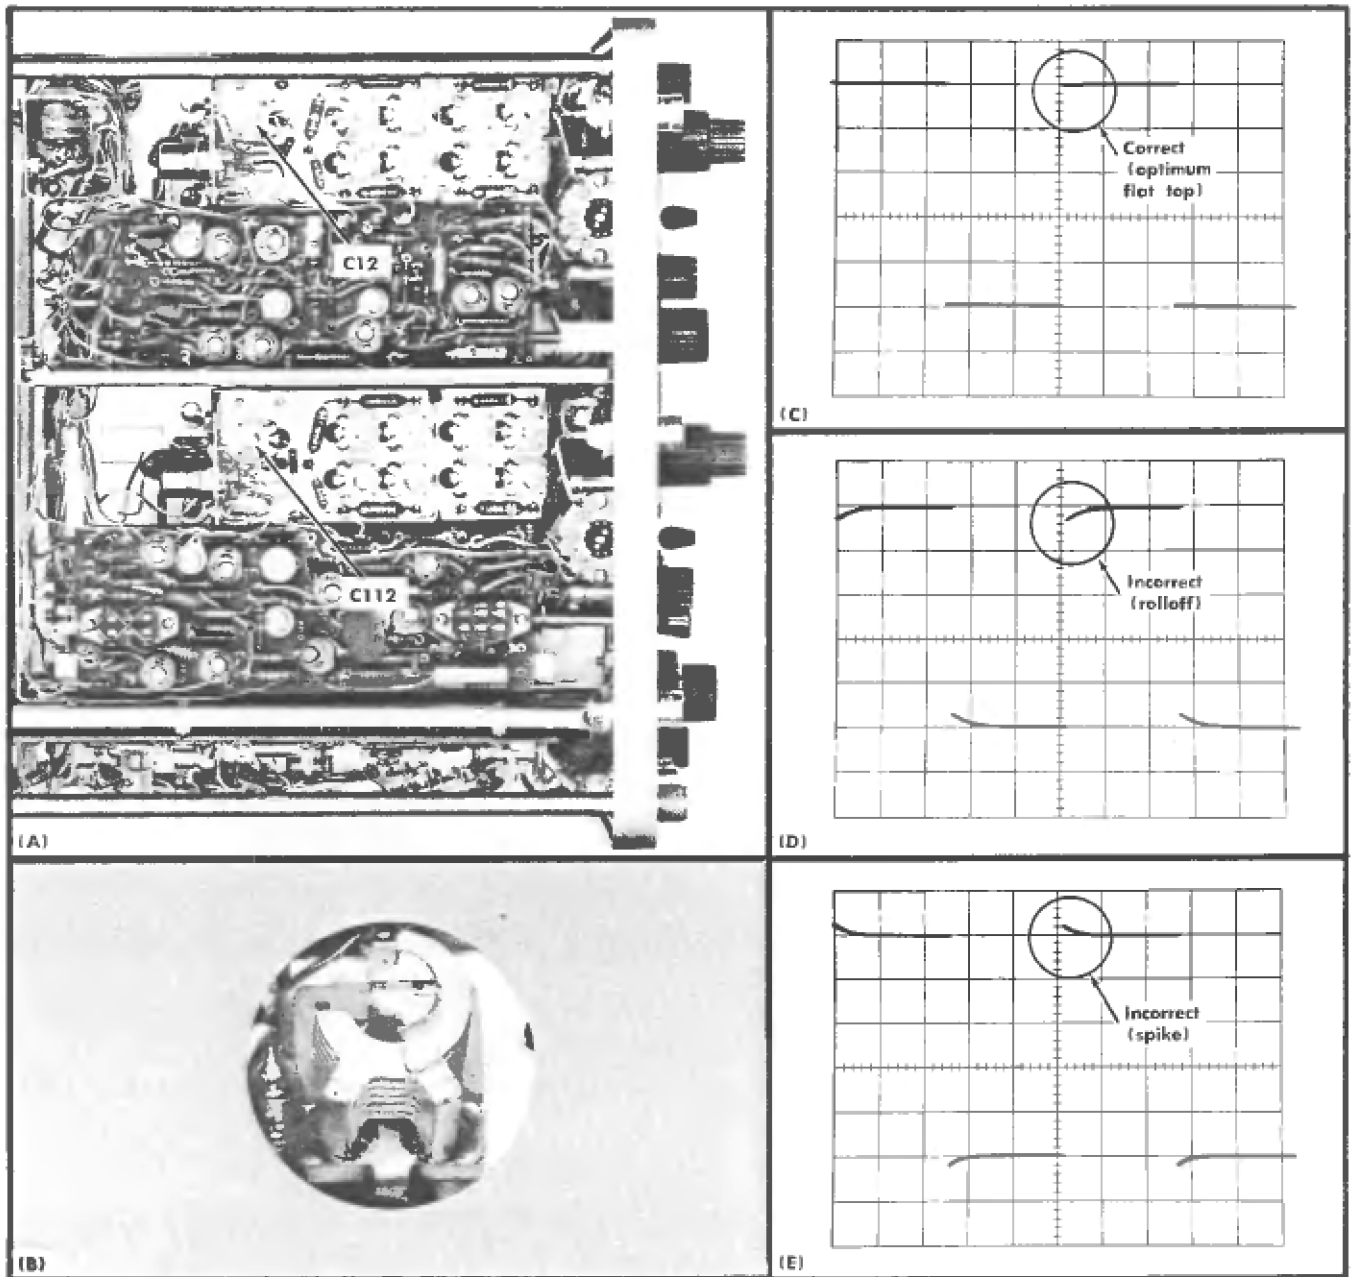 C12
C112
(A)
(B)
Correct
(optimum
flat top)
(C)
Incorrect
(rolloff)
(D)
Incorrect
(spike)
(E)